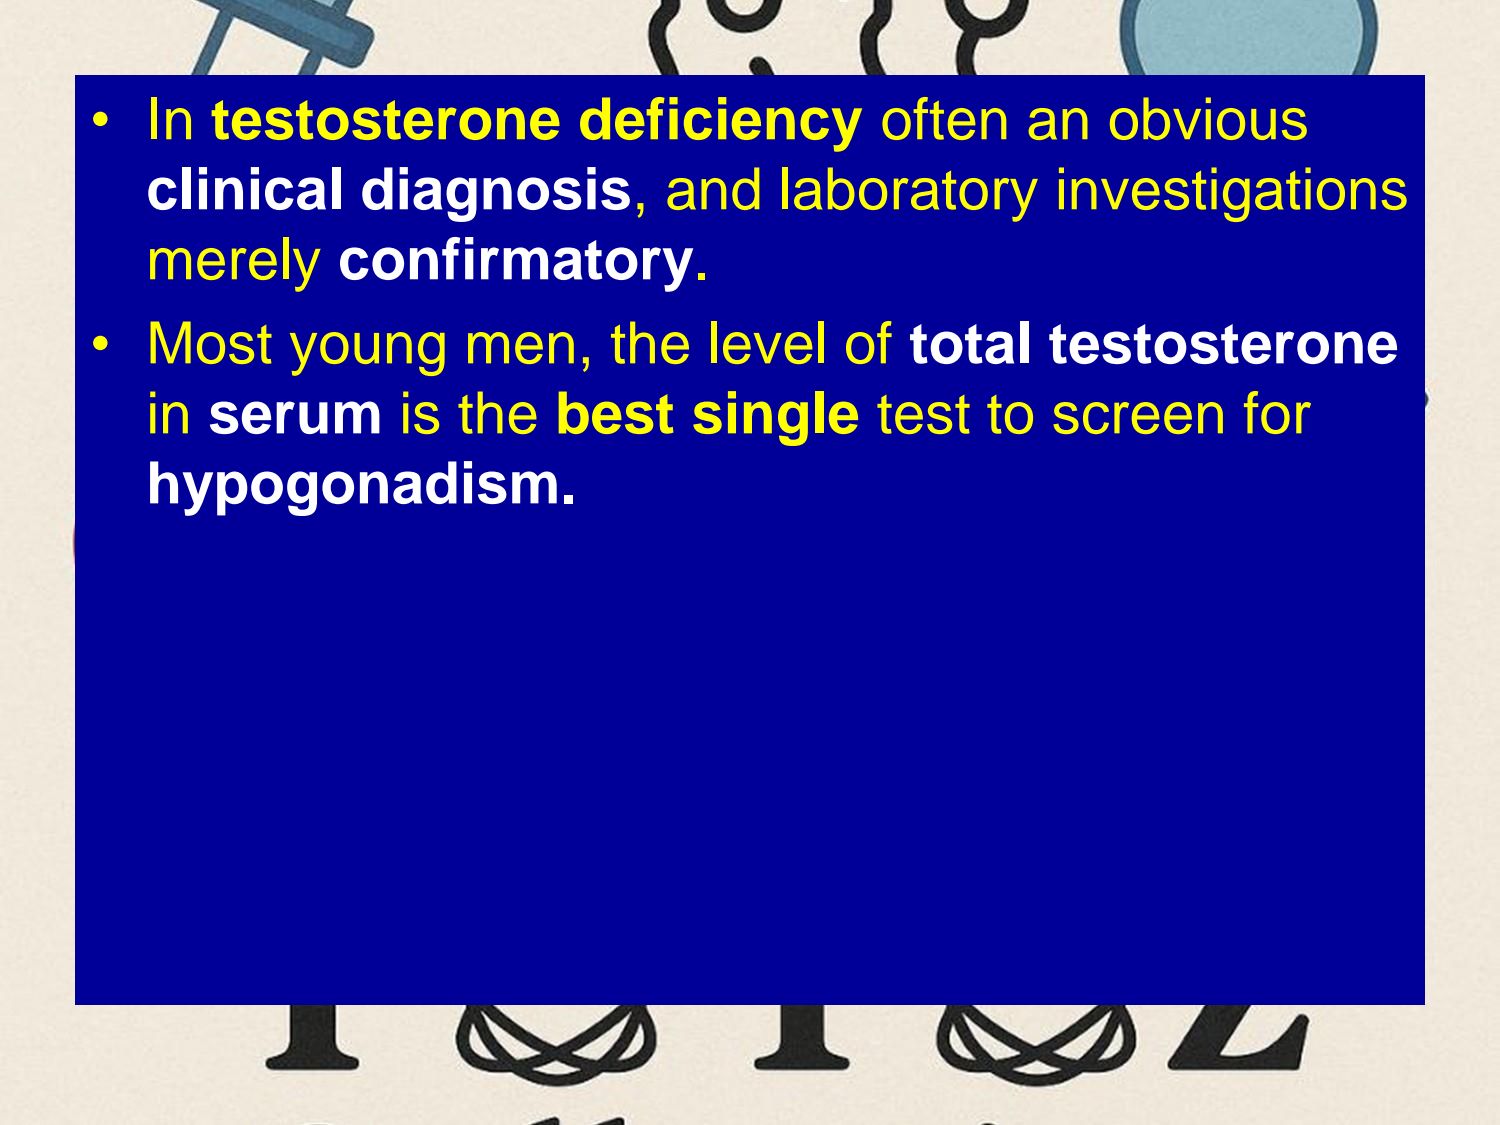 • In testosterone deficiency often an obvious
clinical diagnosis, and laboratory investigations
merely confirmatory.
• Most young men, the level of total testosterone
in serum is the best single test to screen for
hypogonadism.